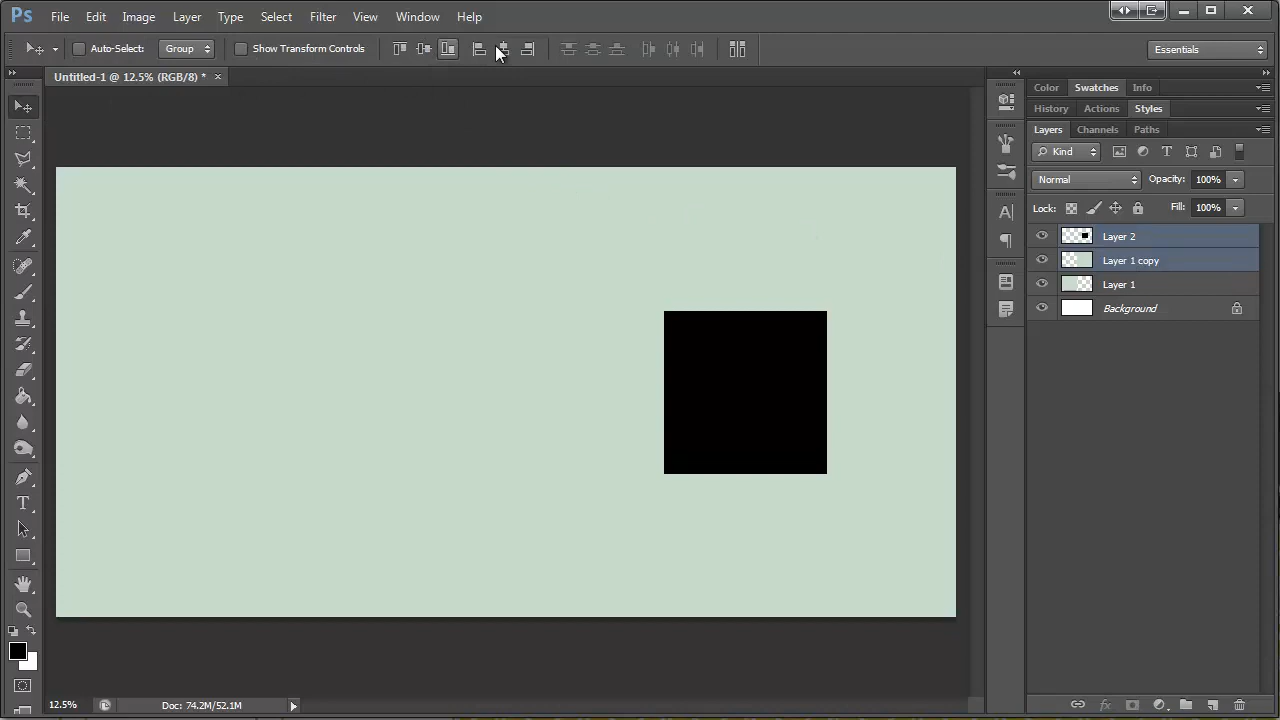 Ps File Edit Image Layer Type Select Filter View Window Help
Auto-Select: Group Show Transform Controls Essentials
Untitled-1 @ 12.5% (RGB/8) * ×
Color Swatches Info
History Actions Styles
Layers Channels Paths
Kind T
Normal Opacity: 100%
Lock: Fill: 100%
Layer 2
Layer 1 copy
Layer 1
Background
A
T
12.5% Doc: 74.2M/52.1M
fx